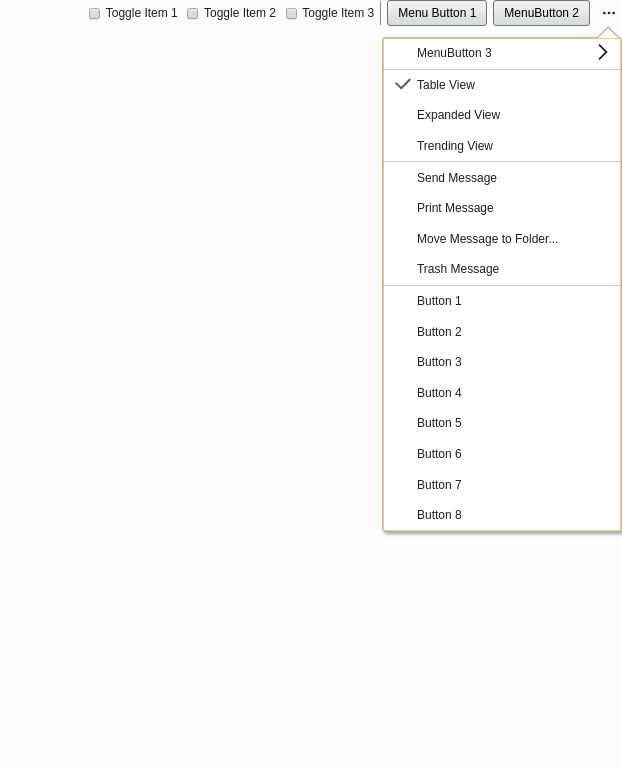 Toggle Item 1 Toggle Item 2 Toggle Item 3 Menu Button 1 MenuButton 2 ...
MenuButton 3
Table View
Expanded View
Trending View
Send Message
Print Message
Move Message to Folder...
Trash Message
Button 1
Button 2
Button 3
Button 4
Button 5
Button 6
Button 7
Button 8